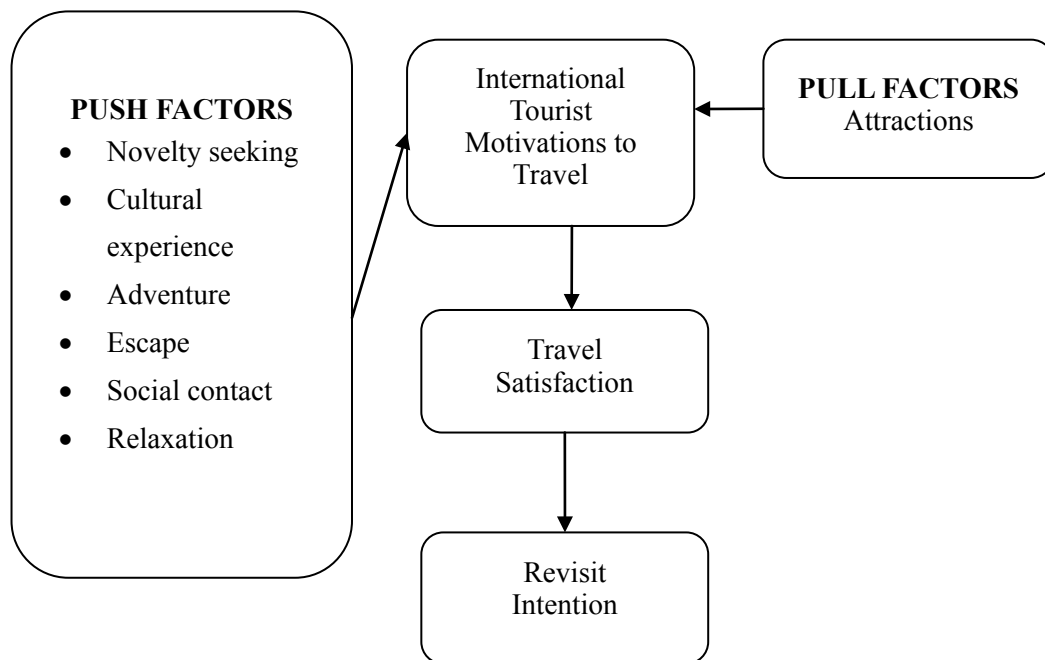 PUSH FACTORS
• Novelty seeking
• Cultural
experience
• Adventure
• Escape
• Social contact
• Relaxation
International
Tourist
Motivations to
Travel
PULL FACTORS
Attractions
Travel
Satisfaction
Revisit
Intention